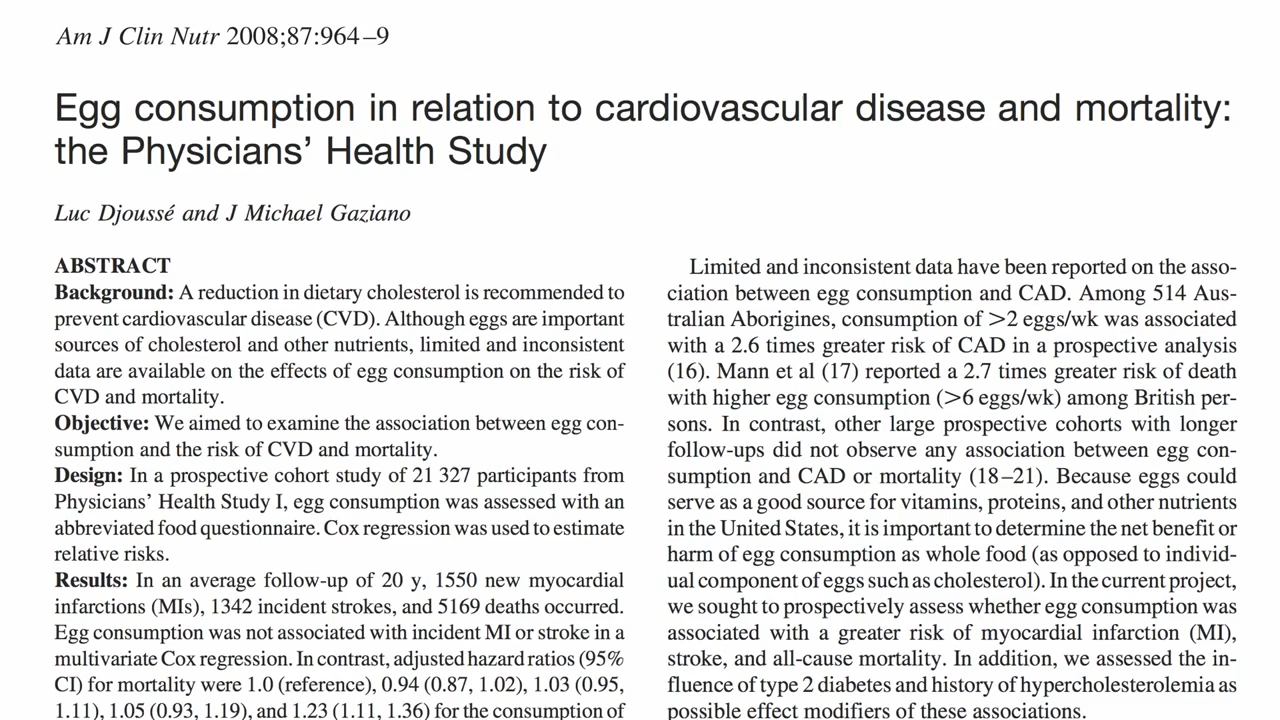 Am J Clin Nutr 2008;87:964–9
Egg consumption in relation to cardiovascular disease and mortality:
the Physicians' Health Study
Luc Djoussé and J Michael Gaziano
ABSTRACT
Background: A reduction in dietary cholesterol is recommended to
prevent cardiovascular disease (CVD). Although eggs are important
sources of cholesterol and other nutrients, limited and inconsistent
data are available on the effects of egg consumption on the risk of
CVD and mortality.
Objective: We aimed to examine the association between egg con-
sumption and the risk of CVD and mortality.
Design: In a prospective cohort study of 21 327 participants from
Physicians' Health Study I, egg consumption was assessed with an
abbreviated food questionnaire. Cox regression was used to estimate
relative risks.
Results: In an average follow-up of 20 y, 1550 new myocardial
infarctions (MIs), 1342 incident strokes, and 5169 deaths occurred.
Egg consumption was not associated with incident MI or stroke in a
multivariate Cox regression. In contrast, adjusted hazard ratios (95%
CI) for mortality were 1.0 (reference), 0.94 (0.87, 1.02), 1.03 (0.95,
1.11), 1.05 (0.93, 1.19), and 1.23 (1.11, 1.36) for the consumption of
Limited and inconsistent data have been reported on the asso-
ciation between egg consumption and CAD. Among 514 Aus-
tralian Aborigines, consumption of >2 eggs/wk was associated
with a 2.6 times greater risk of CAD in a prospective analysis
(16). Mann et al (17) reported a 2.7 times greater risk of death
with higher egg consumption (>6 eggs/wk) among British per-
sons. In contrast, other large prospective cohorts with longer
follow-ups did not observe any association between egg con-
sumption and CAD or mortality (18–21). Because eggs could
serve as a good source for vitamins, proteins, and other nutrients
in the United States, it is important to determine the net benefit or
harm of egg consumption as whole food (as opposed to individ-
ual component of eggs such as cholesterol). In the current project,
we sought to prospectively assess whether egg consumption was
associated with a greater risk of myocardial infarction (MI),
stroke, and all-cause mortality. In addition, we assessed the in-
fluence of type 2 diabetes and history of hypercholesterolemia as
possible effect modifiers of these associations.